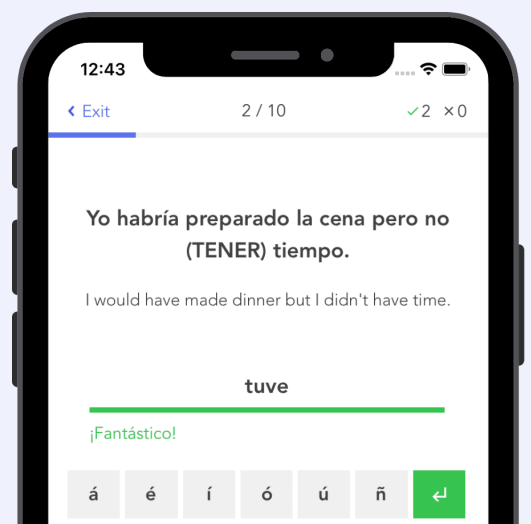 12:43
< Exit 2 / 10 ✓2 ×0
Yo habría preparado la cena pero no
(TENER) tiempo.
I would have made dinner but I didn't have time.
tuve
¡Fantástico!
á é í ó ú ñ ↵